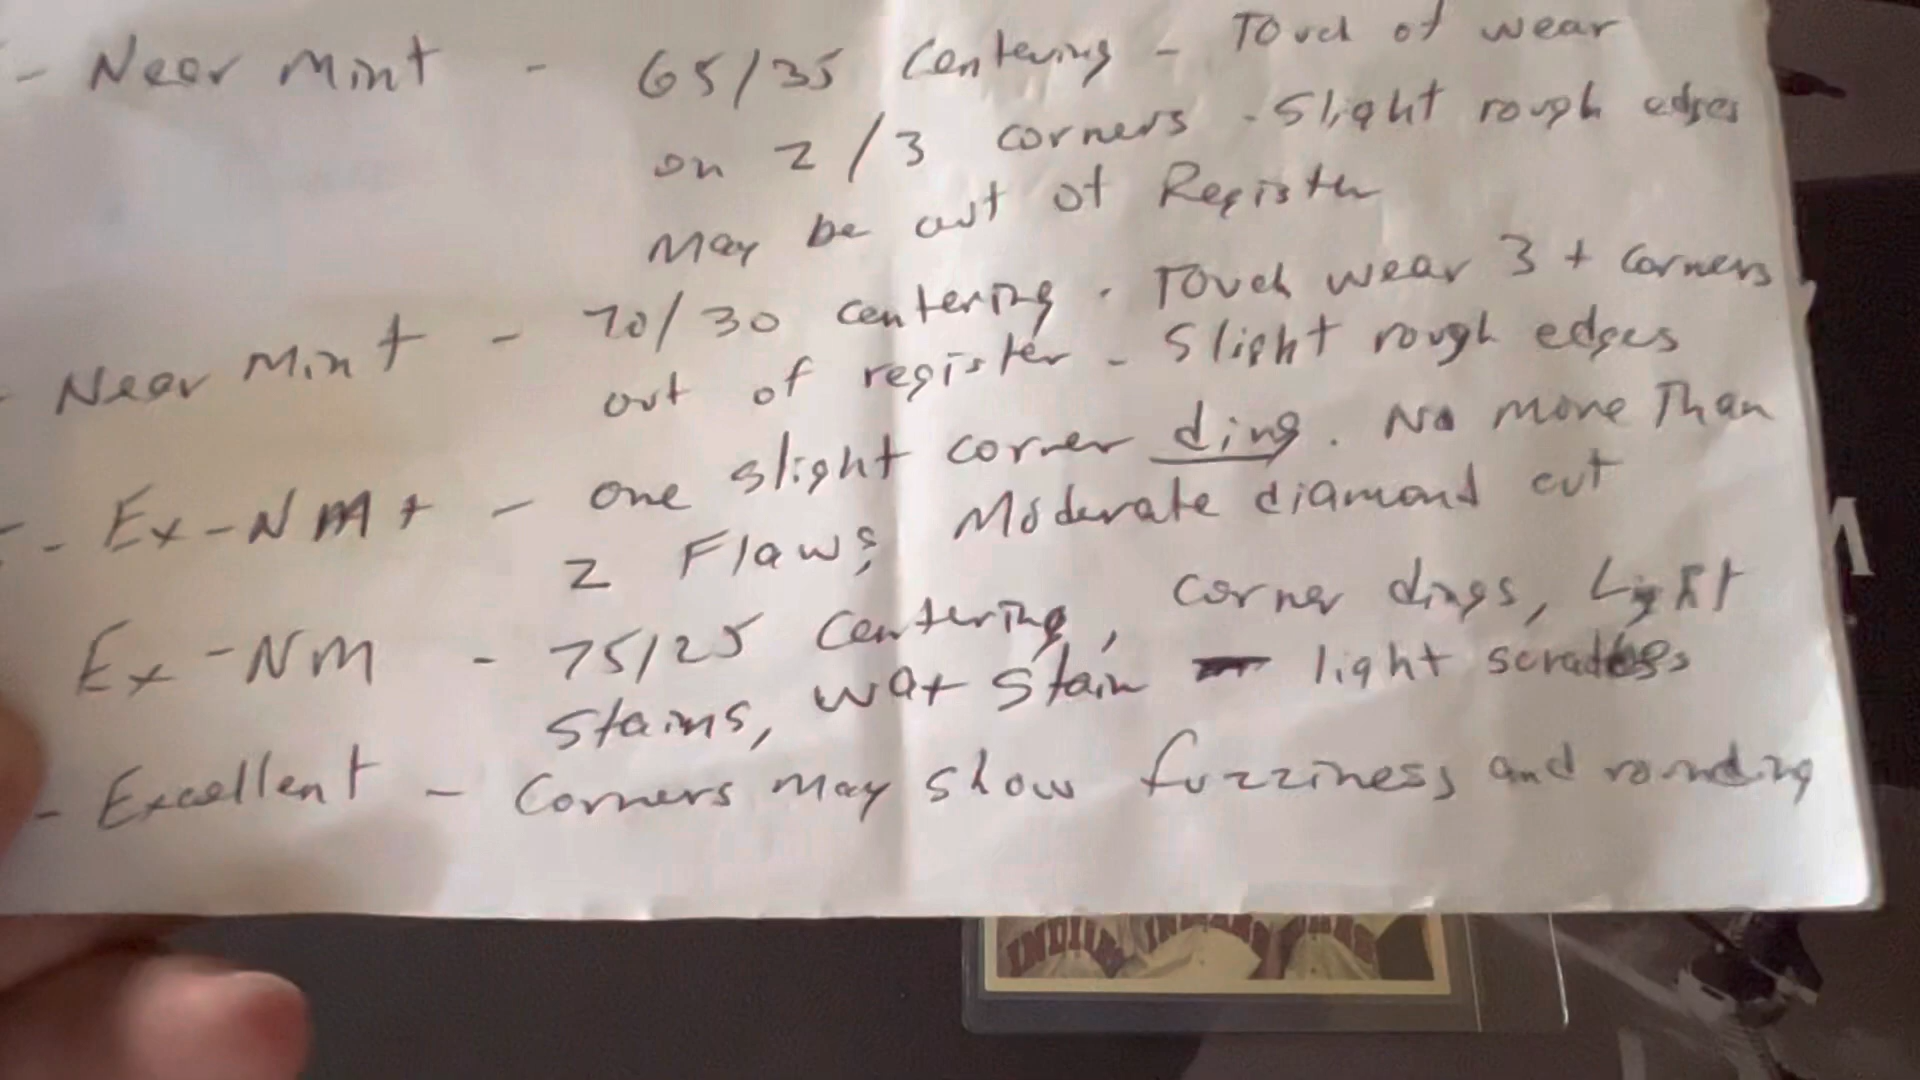 - Near Mint - 65/35 Centering - Touch of wear
on 2/3 corners - Slight rough edges
May be out of Register
- Near Mint - 70/30 centering. Touch wear 3+ corners
out of register - Slight rough edges
- Ex-NM+ - one slight corner ding. No more Than
2 Flaws, Moderate diamond cut
Ex-NM - 75/25 Centering, corner dings, Light
Stains, wax Stain light scratches
- Excellent - Corners may show fuzziness and rounding
INDIANS